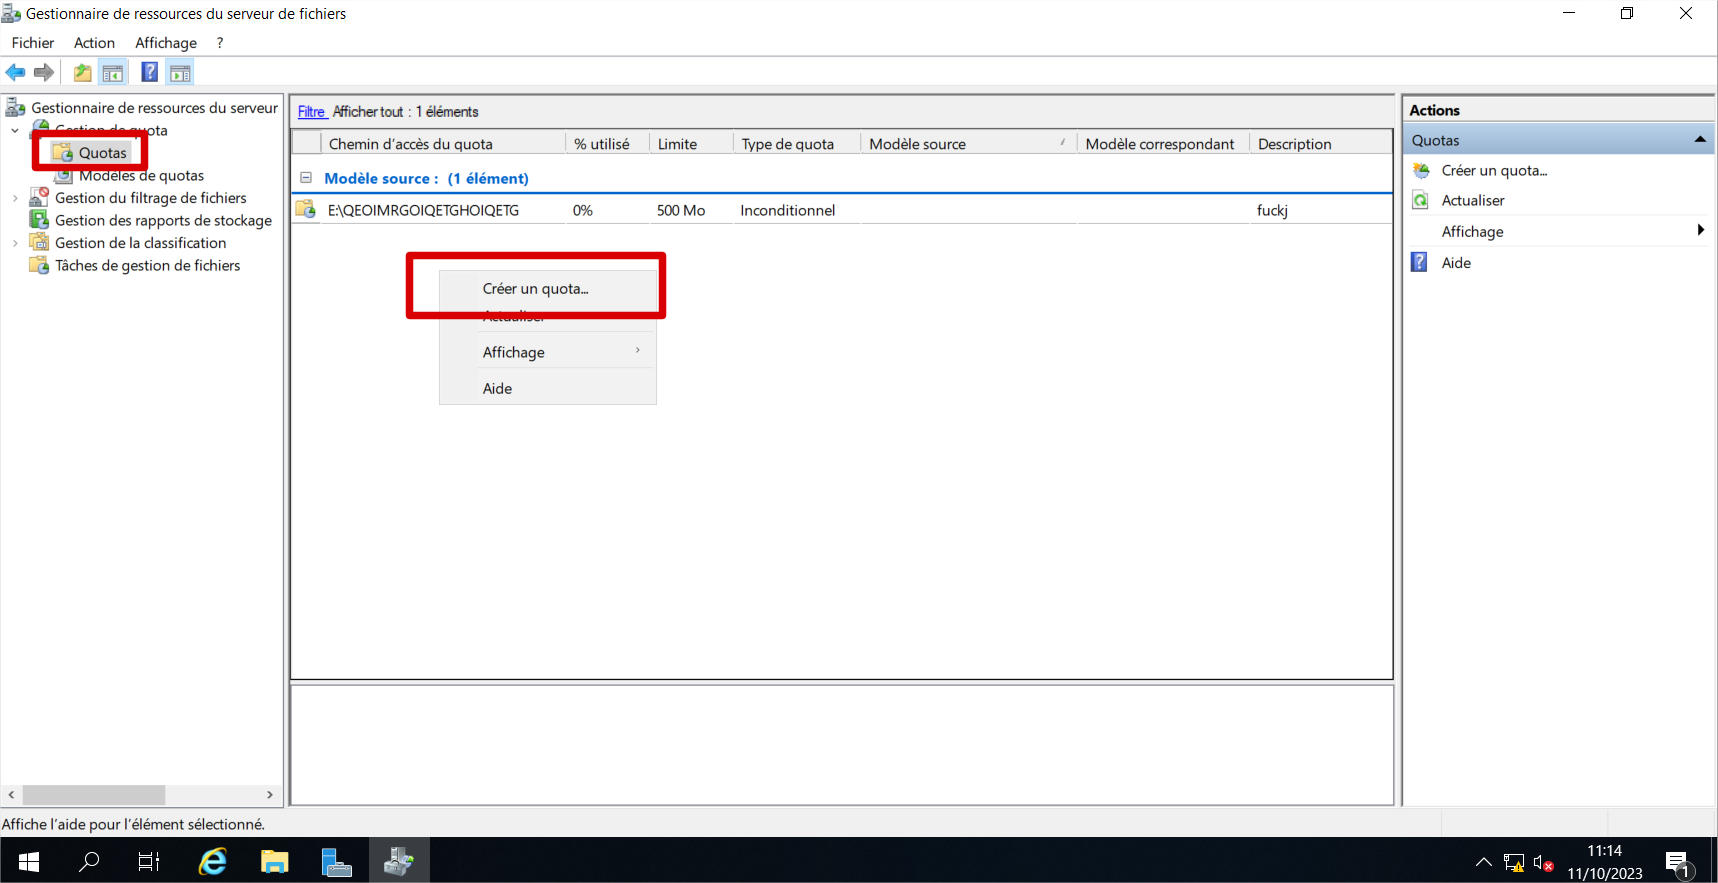 Gestionnaire de ressources du serveur de fichiers
Fichier Action Affichage ?
Gestionnaire de ressources du serveur
Gestion de quota
Quotas
Modèles de quotas
Gestion du filtrage de fichiers
Gestion des rapports de stockage
Gestion de la classification
Tâches de gestion de fichiers
Filtre Afficher tout : 1 éléments
Chemin d'accès du quota % utilisé Limite Type de quota Modèle source Modèle correspondant Description
Modèle source : (1 élément)
E:\QEOIMRGOIQETGHOIQETG 0% 500 Mo Inconditionnel fuckj
Créer un quota...
Actualiser
Affichage
Aide
Actions
Quotas
Créer un quota...
Actualiser
Affichage
Aide
Affiche l'aide pour l'élément sélectionné.
11:14
11/10/2023
1